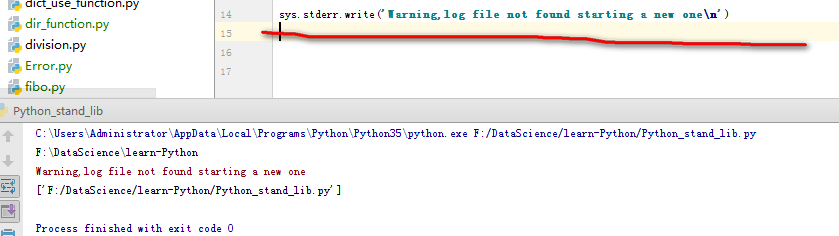 dict_use_function.py
dir_function.py
division.py
Error.py
fibo.py
14 sys.stderr.write('Warning,log file not found starting a new one\n')
15
16
17
Python_stand_lib
C:\Users\Administrator\AppData\Local\Programs\Python\Python35\python.exe F:/DataScience/learn-Python/Python_stand_lib.py
F:\DataScience\learn-Python
Warning,log file not found starting a new one
['F:/DataScience/learn-Python/Python_stand_lib.py']
Process finished with exit code 0